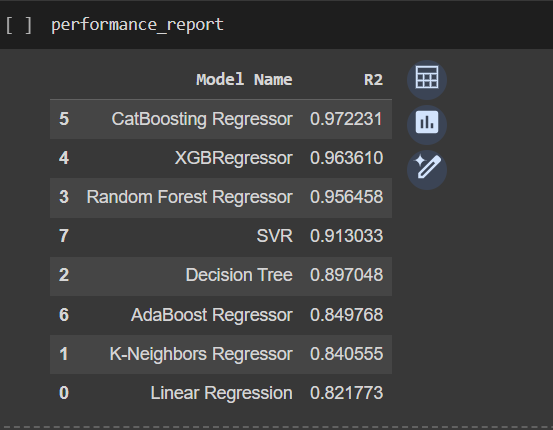 [ ] performance_report
Model Name R2
5 CatBoosting Regressor 0.972231
4 XGBRegressor 0.963610
3 Random Forest Regressor 0.956458
7 SVR 0.913033
2 Decision Tree 0.897048
6 AdaBoost Regressor 0.849768
1 K-Neighbors Regressor 0.840555
0 Linear Regression 0.821773